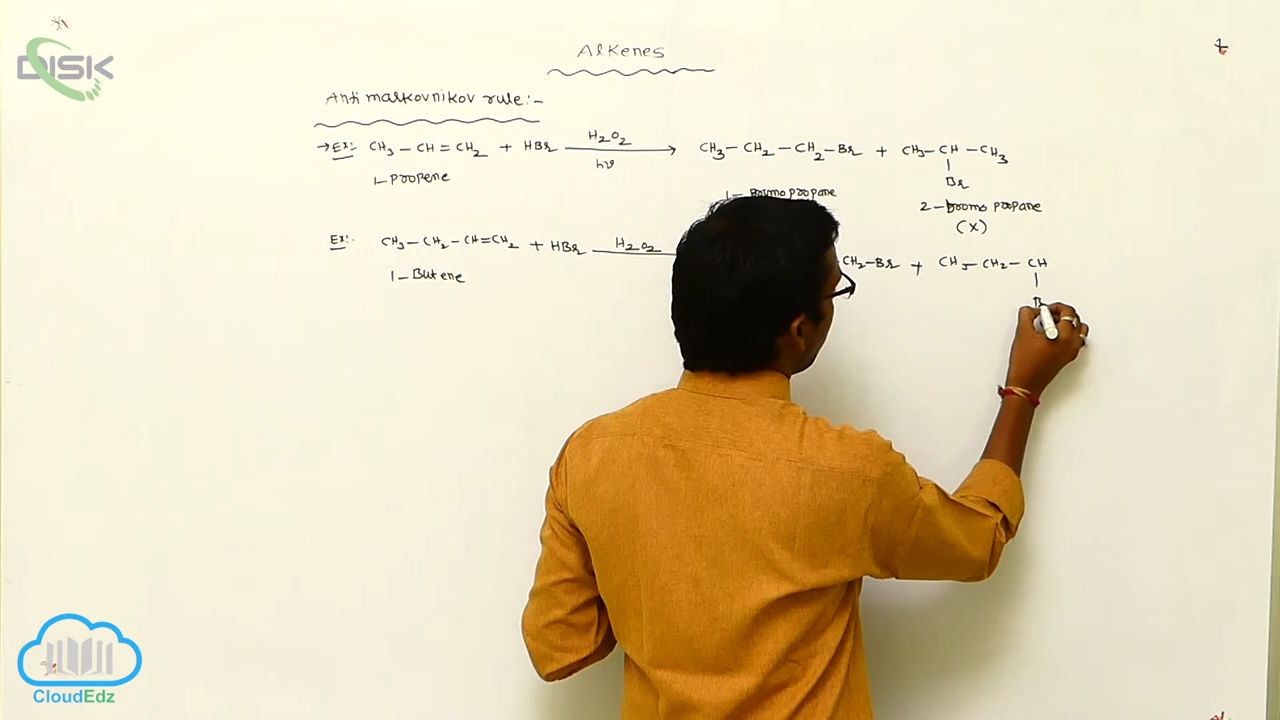 DISK
Alkenes
Anti malkovnikov rule:-
→ Ex:- CH3 – CH = CH2 + HBr H2O2 hν → CH3 – CH2 – CH2 – Br + CH3 – CH – CH3
Br
1-propene
1-bromo propane
2-bromo propane
(x)
Ex:- CH3 – CH2 – CH = CH2 + HBr H2O2 CH2 – Br + CH3 – CH2 – CH
1-Butene
CloudEdz